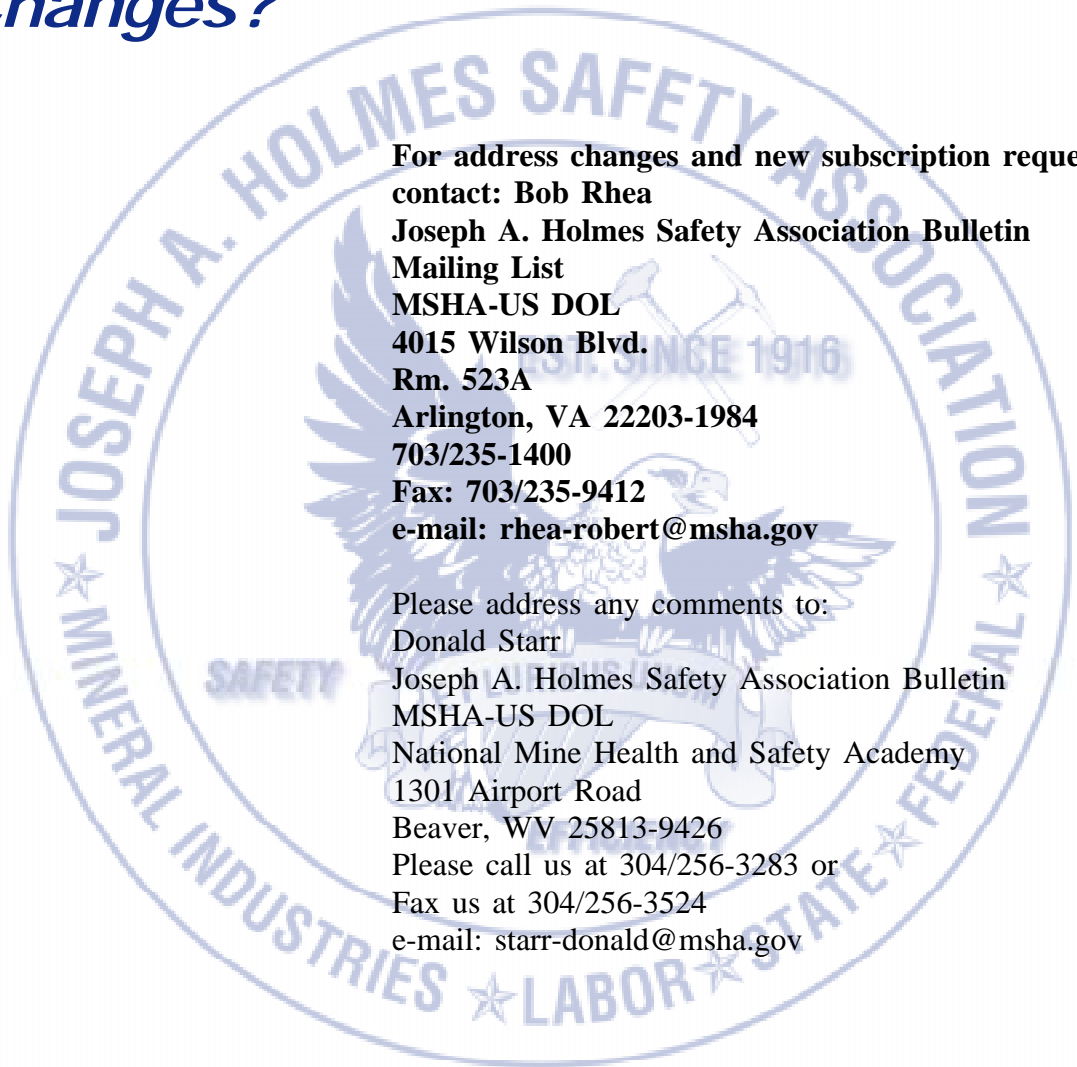 changes?
For address changes and new subscription reque
contact: Bob Rhea
Joseph A. Holmes Safety Association Bulletin
Mailing List
MSHA-US DOL
4015 Wilson Blvd.
Rm. 523A
Arlington, VA 22203-1984
703/235-1400
Fax: 703/235-9412
e-mail: rhea-robert@msha.gov
Please address any comments to:
Donald Starr
Joseph A. Holmes Safety Association Bulletin
MSHA-US DOL
National Mine Health and Safety Academy
1301 Airport Road
Beaver, WV 25813-9426
Please call us at 304/256-3283 or
Fax us at 304/256-3524
e-mail: starr-donald@msha.gov
★ JOSEPH A. HOLMES SAFETY ASSOCIATION ★
MINERAL INDUSTRIES ★ LABOR ★ STATE ★ FEDERAL
EST. SINCE 1916
SAFETY
EFFICIENCY